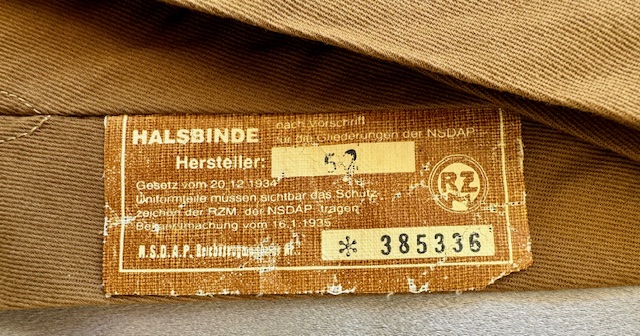 HALSBINDE
nach Vorschrift
für die Gliederungen der NSDAP.
Hersteller: 52
Gesetz vom 20.12.1934
Uniformteile müssen sichtbar das Schutz-
zeichen der RZM der NSDAP. tragen
Bekanntmachung vom 16.1.1935
RZM
N.S.D.A.P.
* 385336